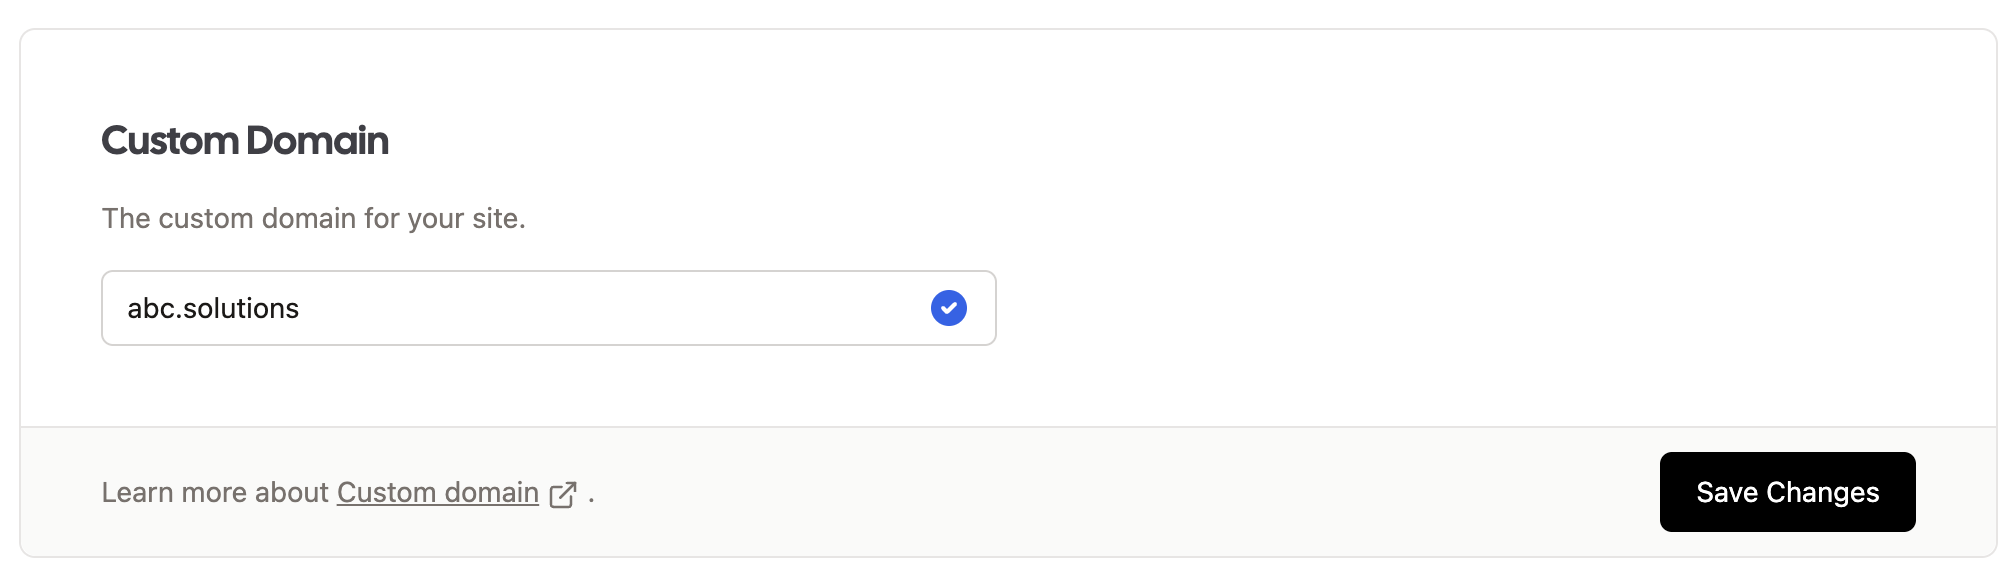 Custom Domain
The custom domain for your site.
abc.solutions
Learn more about Custom domain .
Save Changes